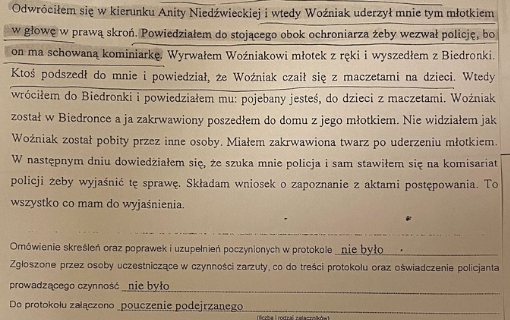 Odwróciłem się w kierunku Anity Niedźwieckiej i wtedy Woźniak uderzył mnie tym młotkiem
w głowę w prawą skroń. Powiedziałem do stojącego obok ochroniarza żeby wezwał policję, bo
on ma schowaną kominiarkę. Wyrwałem Woźniakowi młotek z ręki i wyszedłem z Biedronki.
Ktoś podszedł do mnie i powiedział, że Woźniak czaił się z maczetami na dzieci. Wtedy
wróciłem do Biedronki i powiedziałem mu: pojebany jesteś, do dzieci z maczetami. Woźniak
został w Biedronce a ja zakrwawiony poszedłem do domu z jego młotkiem. Nie widziałem jak
Woźniak został pobity przez inne osoby. Miałem zakrwawiona twarz po uderzeniu młotkiem.
W następnym dniu dowiedziałem się, że szuka mnie policja i sam stawiłem się na komisariat
policji żeby wyjaśnić tę sprawę. Składam wniosek o zapoznanie z aktami postępowania. To
wszystko co mam do wyjaśnienia.
Omówienie skreśleń oraz poprawek i uzupełnień poczynionych w protokole nie było
Zgłoszone przez osoby uczestniczące w czynności zarzuty, co do treści protokołu oraz oświadczenie policjanta
prowadzącego czynność nie było
Do protokołu załączono pouczenie podejrzanego
(liczba i rodzaj załączników)